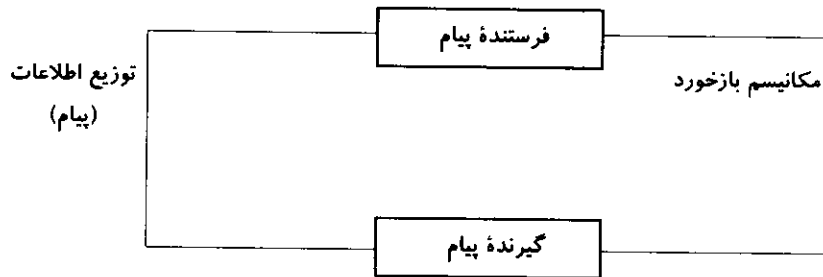 فرستندهٔ پیام
مکانیسم بازخورد
توزیع اطلاعات
(پیام)
گیرندهٔ پیام